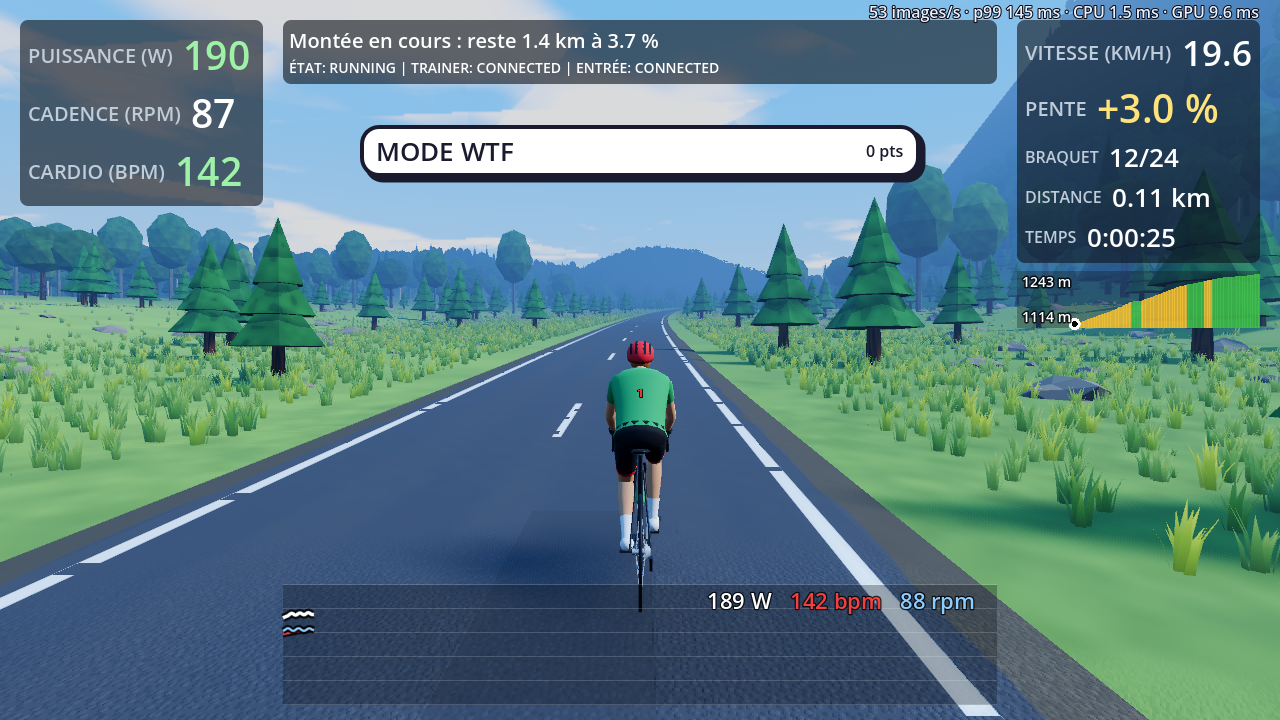 53 images/s · p99 145 ms · CPU 1.5 ms · GPU 9.6 ms
PUISSANCE (W) 190
CADENCE (RPM) 87
CARDIO (BPM) 142
Montée en cours : reste 1.4 km à 3.7 %
ÉTAT: RUNNING | TRAINER: CONNECTED | ENTRÉE: CONNECTED
MODE WTF 0 pts
VITESSE (KM/H) 19.6
PENTE +3.0 %
BRAQUET 12/24
DISTANCE 0.11 km
TEMPS 0:00:25
1243 m
1114 m
1
189 W 142 bpm 88 rpm